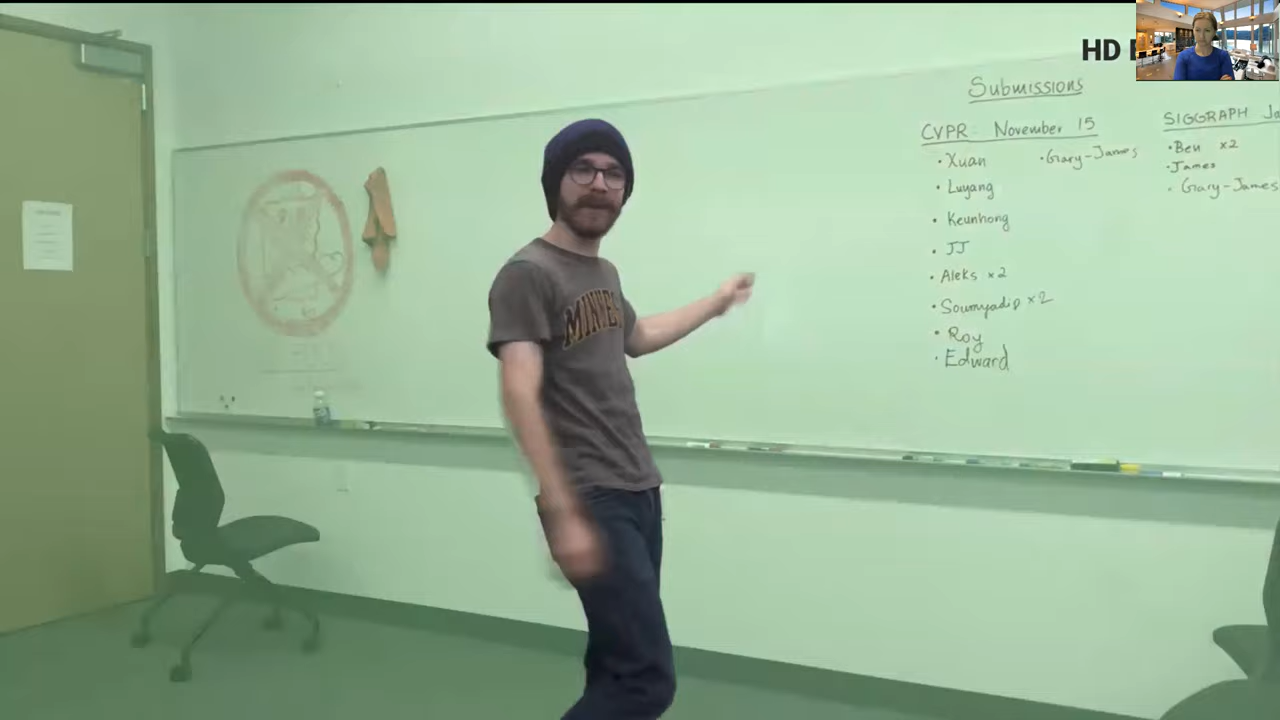 HD
Submissions
CVPR November 15
• Xuan
• Gary-James
• Luyang
• Keunhong
• JJ
• Aleks x2
• Soumyadip x2
• Roy
• Edward
SIGGRAPH
• Ben x2
• James
• Gary-James